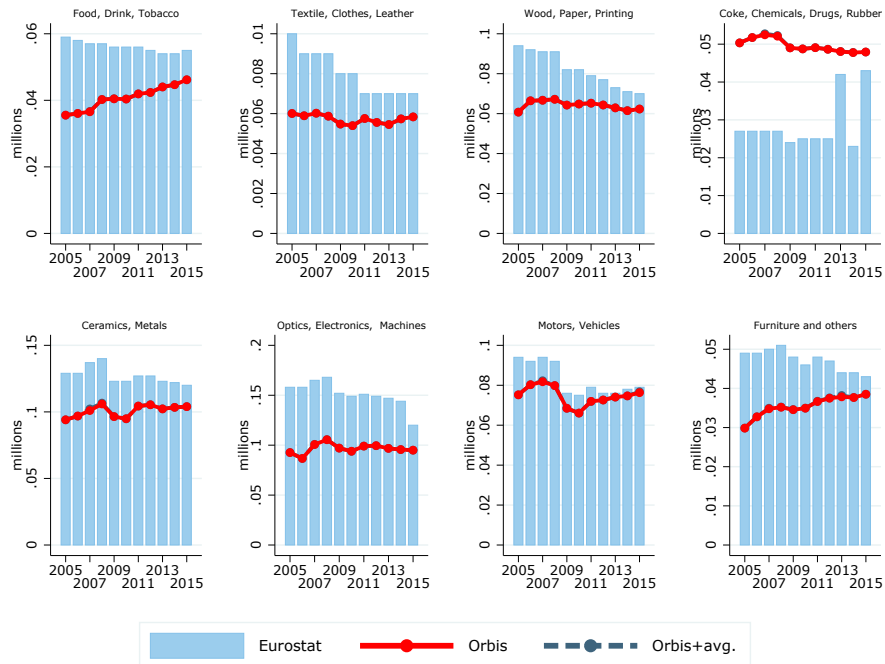 Food, Drink, Tobacco
millions
.06
.04
.02
0
2005 2009 2013
2007 2011 2015
Textile, Clothes, Leather
millions
.01
.008
.006
.004
.002
0
2005 2009 2013
2007 2011 2015
Wood, Paper, Printing
millions
.1
.08
.06
.04
.02
0
2005 2009 2013
2007 2011 2015
Coke, Chemicals, Drugs, Rubber
millions
.05
.04
.03
.02
.01
0
2005 2009 2013
2007 2011 2015
Ceramics, Metals
millions
.15
.1
.05
0
2005 2009 2013
2007 2011 2015
Optics, Electronics, Machines
millions
.2
.15
.1
.05
0
2005 2009 2013
2007 2011 2015
Motors, Vehicles
millions
.1
.08
.06
.04
.02
0
2005 2009 2013
2007 2011 2015
Furniture and others
millions
.05
.04
.03
.02
.01
0
2005 2009 2013
2007 2011 2015
Eurostat Orbis Orbis+avg.